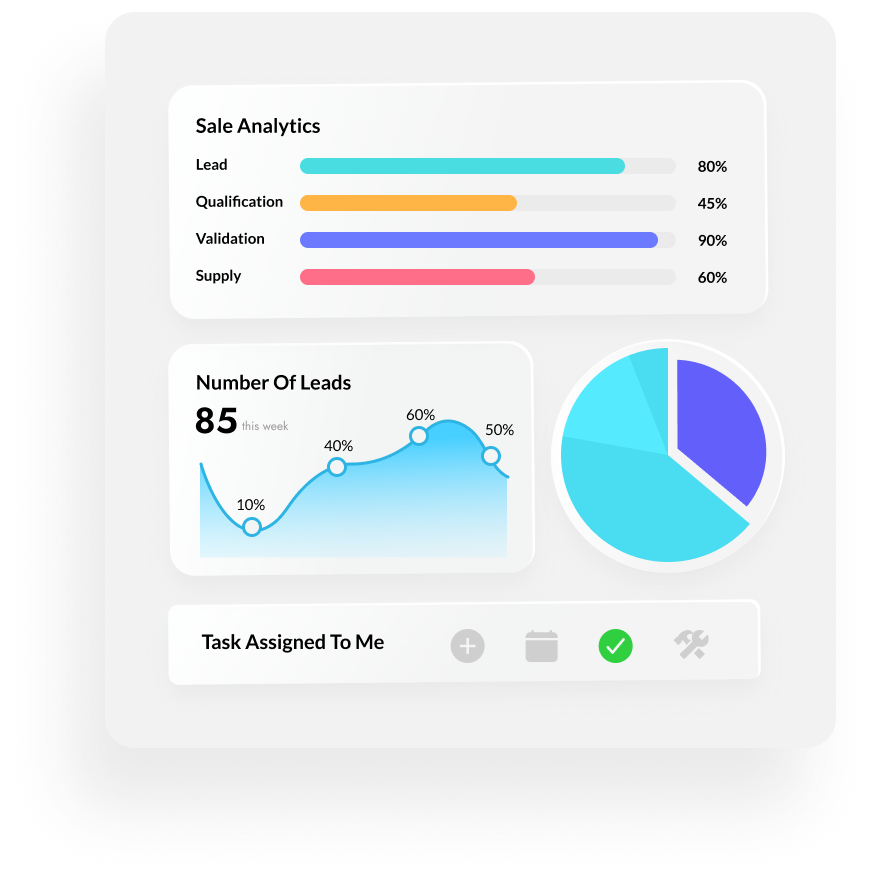 Sale Analytics
Lead 80%
Qualification 45%
Validation 90%
Supply 60%
Number Of Leads
85 this week
10%
40%
60%
50%
Task Assigned To Me